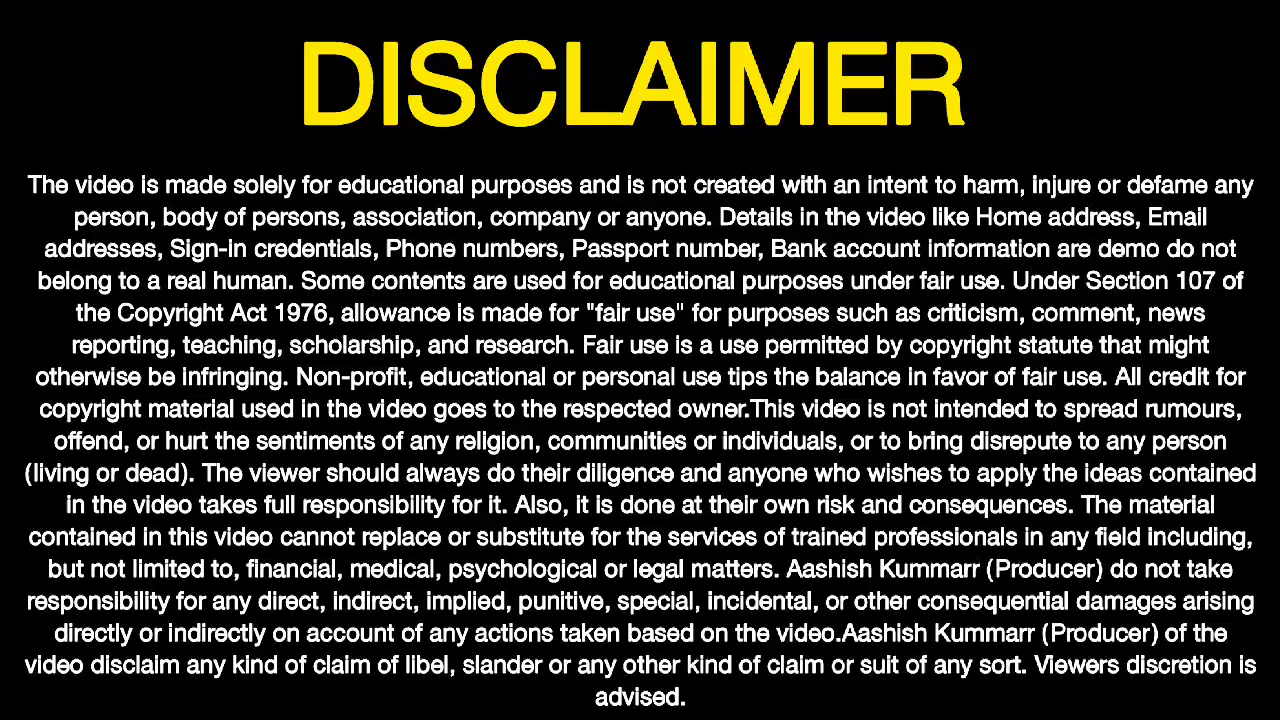 DISCLAIMER
The video is made solely for educational purposes and is not created with an intent to harm, injure or defame any
person, body of persons, association, company or anyone. Details in the video like Home address, Email
addresses, Sign-in credentials, Phone numbers, Passport number, Bank account information are demo do not
belong to a real human. Some contents are used for educational purposes under fair use. Under Section 107 of
the Copyright Act 1976, allowance is made for "fair use" for purposes such as criticism, comment, news
reporting, teaching, scholarship, and research. Fair use is a use permitted by copyright statute that might
otherwise be infringing. Non-profit, educational or personal use tips the balance in favor of fair use. All credit for
copyright material used in the video goes to the respected owner.This video is not intended to spread rumours,
offend, or hurt the sentiments of any religion, communities or individuals, or to bring disrepute to any person
(living or dead). The viewer should always do their diligence and anyone who wishes to apply the ideas contained
in the video takes full responsibility for it. Also, it is done at their own risk and consequences. The material
contained in this video cannot replace or substitute for the services of trained professionals in any field including,
but not limited to, financial, medical, psychological or legal matters. Aashish Kummarr (Producer) do not take
responsibility for any direct, indirect, implied, punitive, special, incidental, or other consequential damages arising
directly or indirectly on account of any actions taken based on the video.Aashish Kummarr (Producer) of the
video disclaim any kind of claim of libel, slander or any other kind of claim or suit of any sort. Viewers discretion is
advised.